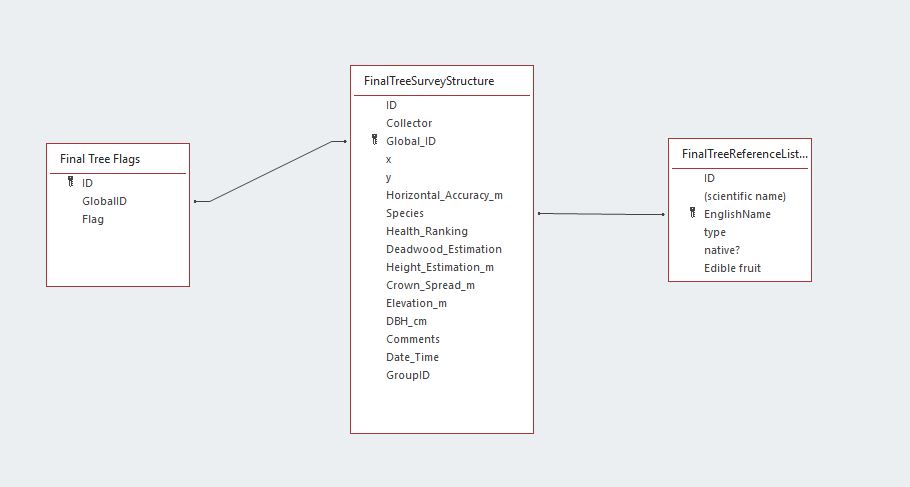 Final Tree Flags
ID
GlobalID
Flag
FinalTreeSurveyStructure
ID
Collector
Global_ID
x
y
Horizontal_Accuracy_m
Species
Health_Ranking
Deadwood_Estimation
Height_Estimation_m
Crown_Spread_m
Elevation_m
DBH_cm
Comments
Date_Time
GroupID
FinalTreeReferenceList...
ID
(scientific name)
EnglishName
type
native?
Edible fruit